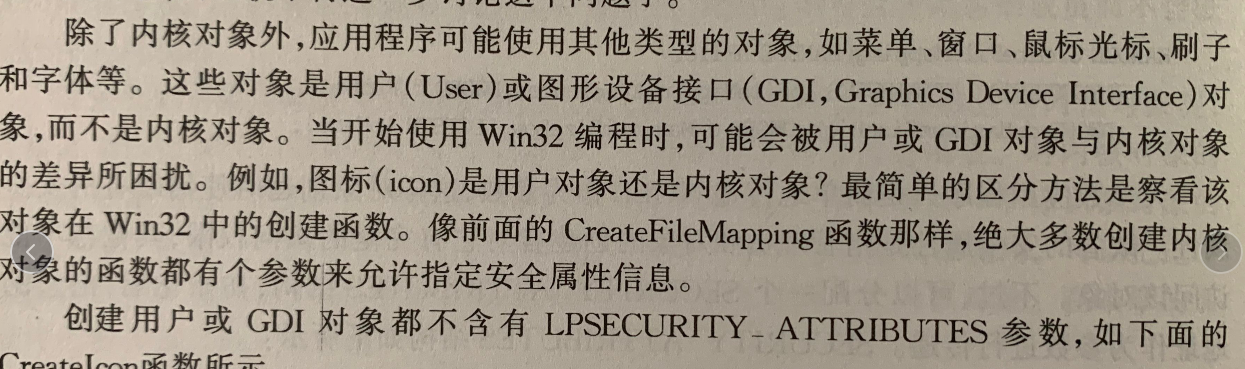 除了内核对象外,应用程序可能使用其他类型的对象,如菜单、窗口、鼠标光标、刷子
和字体等。这些对象是用户(User)或图形设备接口(GDI,Graphics Device Interface)对
象,而不是内核对象。当开始使用 Win32 编程时,可能会被用户或 GDI 对象与内核对象
的差异所困扰。例如,图标(icon)是用户对象还是内核对象?最简单的区分方法是察看该
对象在 Win32 中的创建函数。像前面的 CreateFileMapping 函数那样,绝大多数创建内核
对象的函数都有个参数来允许指定安全属性信息。
创建用户或 GDI 对象都不含有 LPSECURITY_ATTRIBUTES 参数,如下面的
CreateIcon函数所示